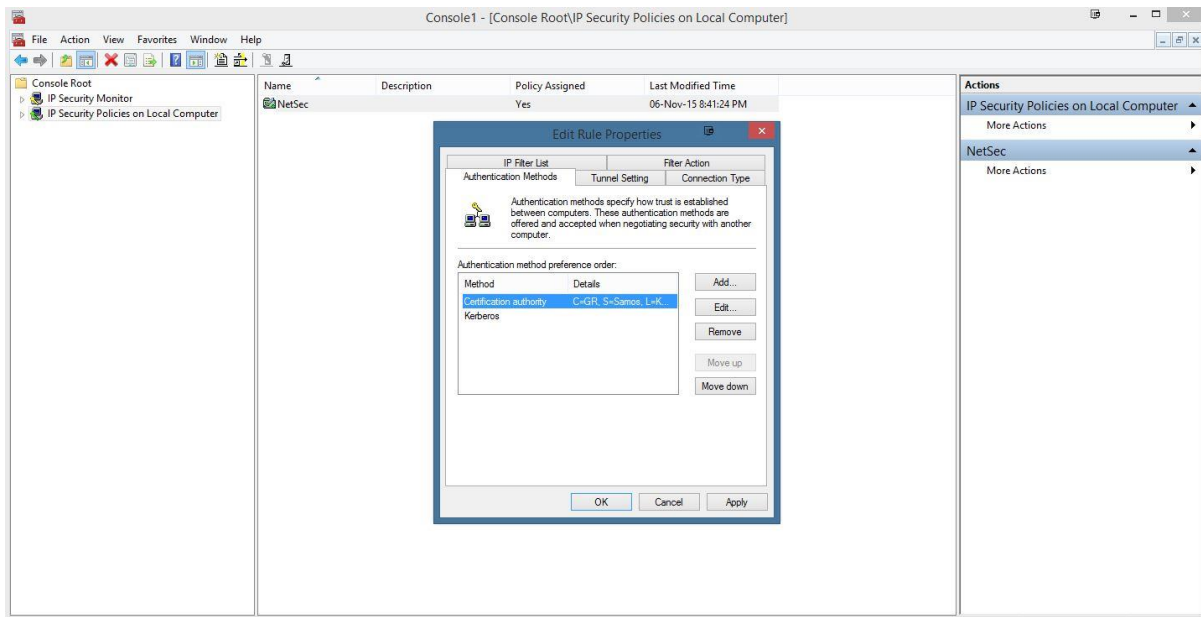 Console1 - [Console Root\IP Security Policies on Local Computer]
File Action View Favorites Window Help
Console Root
IP Security Monitor
IP Security Policies on Local Computer
Name Description Policy Assigned Last Modified Time
NetSec Yes 06-Nov-15 8:41:24 PM
Edit Rule Properties
IP Filter List Filter Action
Authentication Methods Tunnel Setting Connection Type
Authentication methods specify how trust is established
between computers. These authentication methods are
offered and accepted when negotiating security with another
computer.
Authentication method preference order:
Method Details
Certification authority C=GR, S=Samos, L=K...
Kerberos
Add...
Edit...
Remove
Move up
Move down
OK Cancel Apply
Actions
IP Security Policies on Local Computer
More Actions
NetSec
More Actions